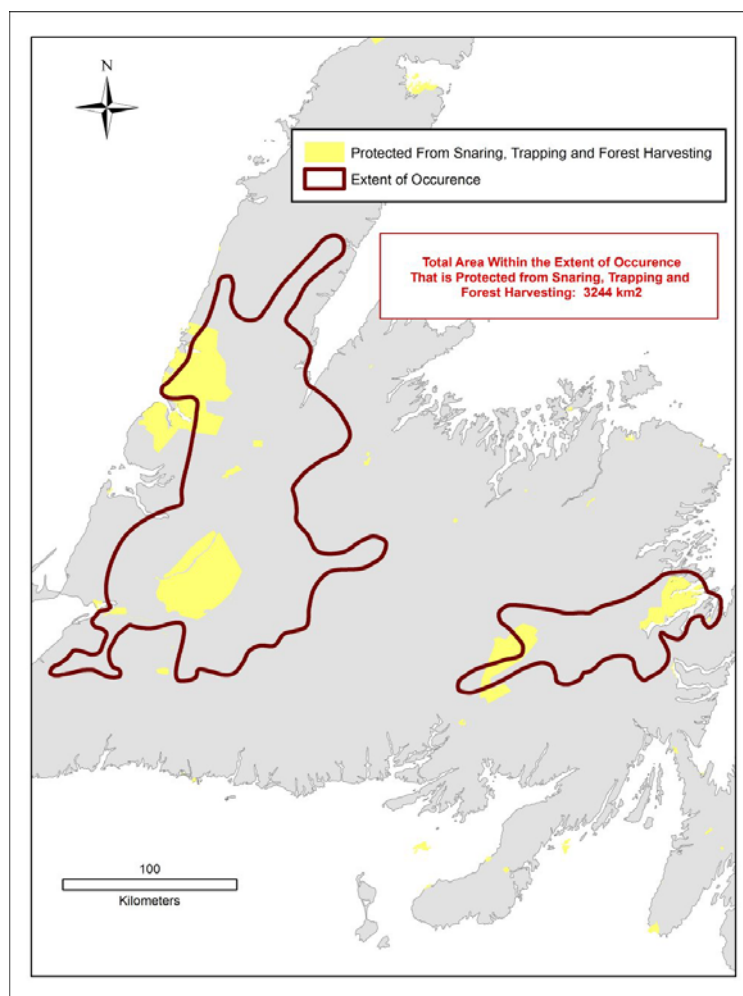 N
Protected From Snaring, Trapping and Forest Harvesting
Extent of Occurence
Total Area Within the Extent of Occurence
That is Protected from Snaring, Trapping and
Forest Harvesting: 3244 km2
100
Kilometers